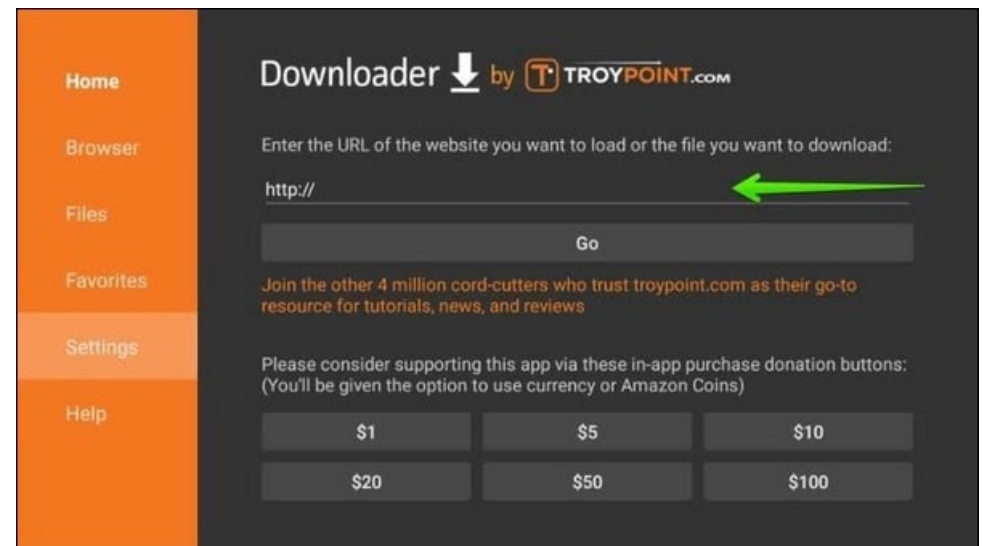 Home
Browser
Files
Favorites
Settings
Help
Downloader by T TROYPOINT.COM
Enter the URL of the website you want to load or the file you want to download:
http://
Go
Join the other 4 million cord-cutters who trust troypoint.com as their go-to
resource for tutorials, news, and reviews
Please consider supporting this app via these in-app purchase donation buttons:
(You'll be given the option to use currency or Amazon Coins)
$1 $5 $10
$20 $50 $100